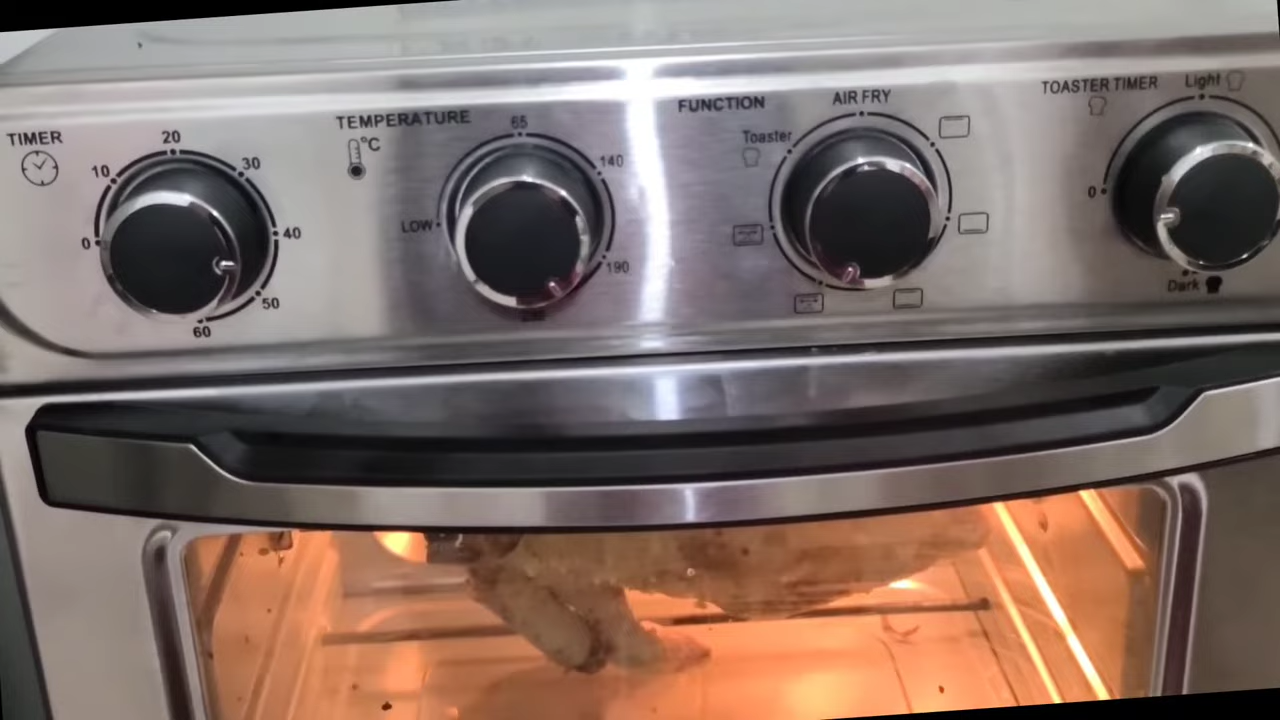 TIMER
20
10
30
0
40
50
60
TEMPERATURE
°C
65
140
LOW
190
FUNCTION
AIR FRY
Toaster
TOASTER TIMER
Light
0
Dark